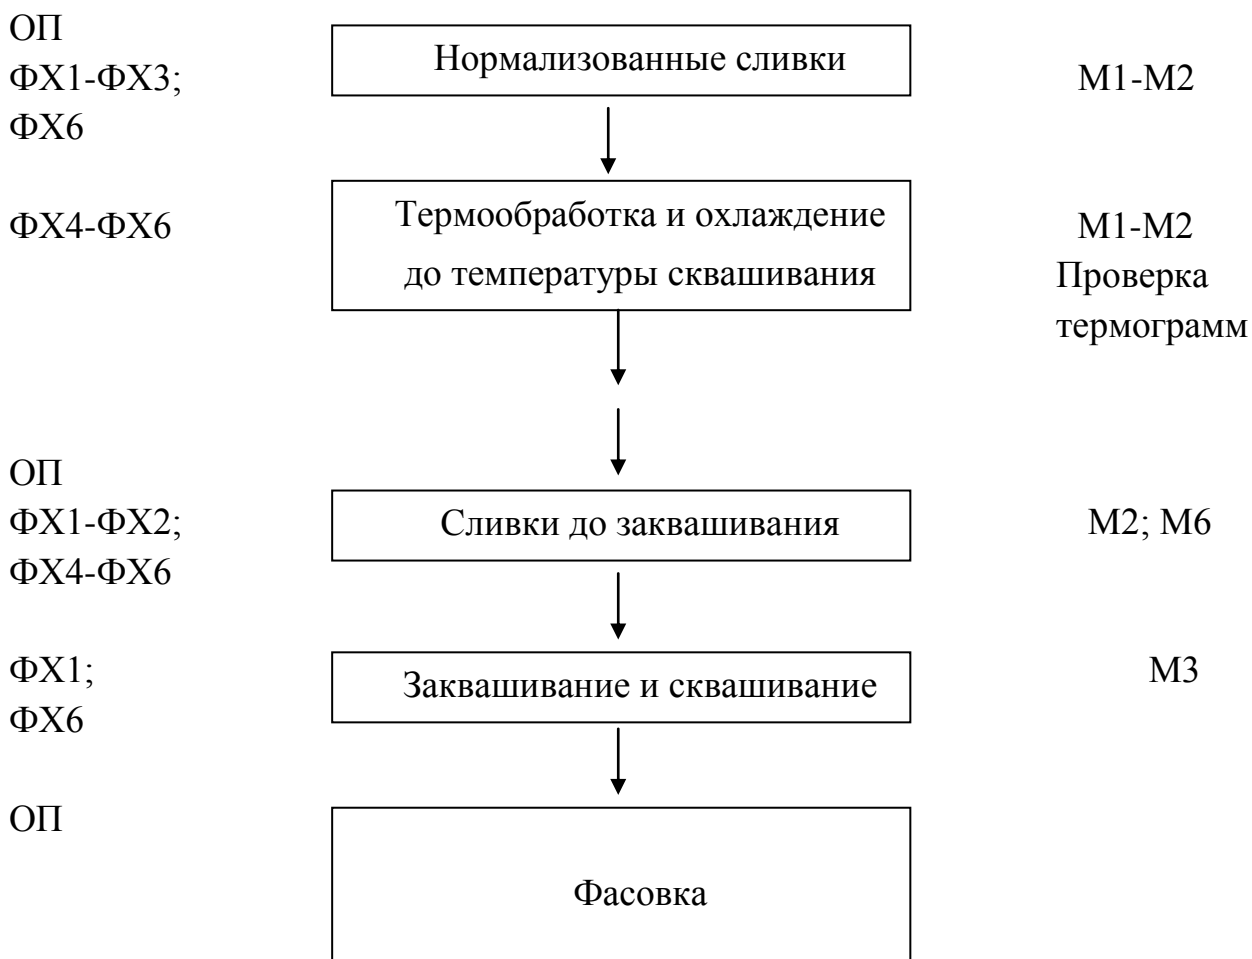 ОП
ФХ1-ФХ3;
ФХ6
Нормализованные сливки
М1-М2
ФХ4-ФХ6
Термообработка и охлаждение
до температуры сквашивания
М1-М2
Проверка
термограмм
ОП
ФХ1-ФХ2;
ФХ4-ФХ6
Сливки до заквашивания
М2; М6
ФХ1;
ФХ6
Заквашивание и сквашивание
М3
ОП
Фасовка